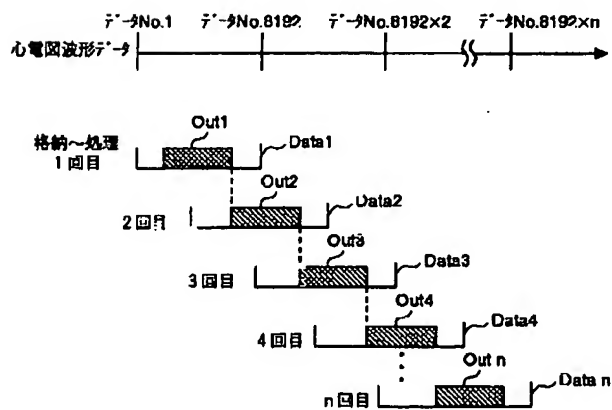 ﾃﾞｰﾀNo.1 ﾃﾞｰﾀNo.8192 ﾃﾞｰﾀNo.8192×2 ﾃﾞｰﾀNo.8192×n
心電図波形ﾃﾞｰﾀ
格納～処理
1回目
Out1
Data1
2回目
Out2
Data2
3回目
Out3
Data3
4回目
Out4
Data4
n回目
Out n
Data n